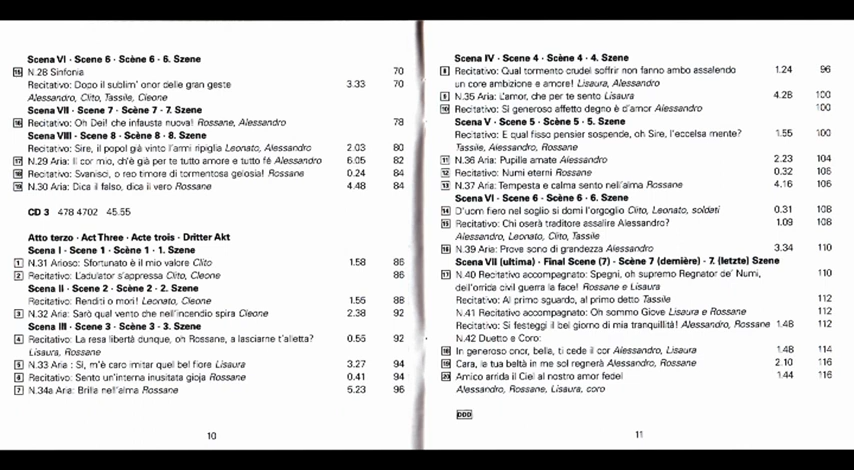 Scena VI · Scene 6 · Scène 6 · 6. Szene
15 N.28 Sinfonia 70
Recitativo: Dopo il sublim' onor delle gran geste 3.33 70
Alessandro, Clito, Tassile, Cleone
Scena VII · Scene 7 · Scène 7 · 7. Szene
16 Recitativo: Oh Dei! che infausta nuova! Rossane, Alessandro 78
Scena VIII · Scene 8 · Scène 8 · 8. Szene
Recitativo: Sire, il popol già vinto l'armi ripiglia Leonato, Alessandro 2.03 80
17 N.29 Aria: Il cor mio, ch'è già per te tutto amore e tutto fé Alessandro 6.05 82
18 Recitativo: Svanisci, o reo timore di tormentosa gelosia! Rossane 0.24 84
19 N.30 Aria: Dica il falso, dica il vero Rossane 4.48 84
CD 3 478 4702 45.55
Atto terzo · Act Three · Acte trois · Dritter Akt
Scena I · Scene 1 · Scène 1 · 1. Szene
1 N.31 Arioso: Sfortunato è il mio valore Clito 1.58 86
2 Recitativo: L'adulator s'appressa Clito, Cleone 86
Scena II · Scene 2 · Scène 2 · 2. Szene
Recitativo: Renditi o mori! Leonato, Cleone 1.55 88
3 N.32 Aria: Sarò qual vento che nell'incendio spira Cleone 2.38 92
Scena III · Scene 3 · Scène 3 · 3. Szene
4 Recitativo: La resa libertà dunque, oh Rossane, a lasciarne t'alletta? 0.55 92
Lisaura, Rossane
5 N.33 Aria : Sì, m'è caro imitar quel bel fiore Lisaura 3.27 94
6 Recitativo: Sento un'interna inusitata gioja Rossane 0.41 94
7 N.34a Aria: Brilla nell'alma Rossane 5.23 96
10
Scena IV · Scene 4 · Scène 4 · 4. Szene
8 Recitativo: Qual tormento crudel soffrir non fanno ambo assalendo 1.24 96
un core ambizione e amore! Lisaura, Alessandro
9 N.35 Aria: L'amor, che per te sento Lisaura 4.28 100
10 Recitativo: Sì generoso affetto degno è d'amor Alessandro 100
Scena V · Scene 5 · Scène 5 · 5. Szene
Recitativo: E qual fisso pensier sospende, oh Sire, l'eccelsa mente? 1.55 100
Tassile, Alessandro, Rossane
11 N.36 Aria: Pupille amate Alessandro 2.23 104
12 Recitativo: Numi eterni Rossane 0.32 106
13 N.37 Aria: Tempesta e calma sento nell'alma Rossane 4.16 106
Scena VI · Scene 6 · Scène 6 · 6. Szene
14 D'uom fiero nel soglio si domi l'orgoglio Clito, Leonato, soldati 0.31 108
15 Recitativo: Chi oserà traditore assalire Alessandro? 1.09 108
Alessandro, Leonato, Clito, Tassile
16 N.39 Aria: Prove sono di grandezza Alessandro 3.34 110
Scena VII (ultima) · Final Scene (7) · Scène 7 (dernière) · 7. (letzte) Szene
17 N.40 Recitativo accompagnato: Spegni, oh supremo Regnator de' Numi, 110
dell'orrida civil guerra la face! Rossane e Lisaura
Recitativo: Al primo sguardo, al primo detto Tassile 112
N.41 Recitativo accompagnato: Oh sommo Giove Lisaura e Rossane 112
Recitativo: Si festeggi il bel giorno di mia tranquilità! Alessandro, Rossane 1.48 112
N.42 Duetto e Coro:
18 In generoso onor, bella, ti cede il cor Alessandro, Lisaura 1.48 114
19 Cara, la tua beltà in me sol regnerà Alessandro, Rossane 2.10 116
20 Amico arrida il Ciel al nostro amor fedel 1.44 116
Alessandro, Rossane, Lisaura, coro
DDD
11